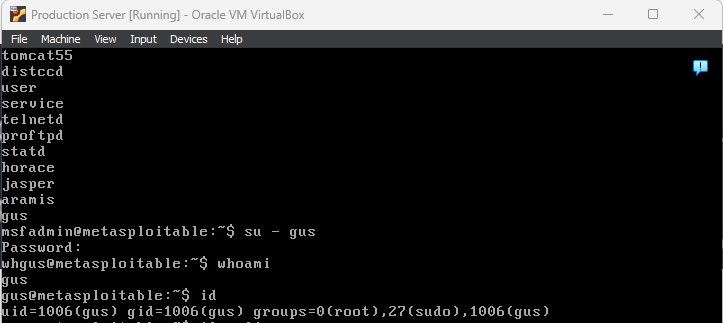 Production Server [Running] - Oracle VM VirtualBox
File Machine View Input Devices Help
tomcat55
distccd
user
service
telnetd
proftpd
statd
horace
jasper
aramis
gus
msfadmin@metasploitable:~$ su - gus
Password:
whgus@metasploitable:~$ whoami
gus
gus@metasploitable:~$ id
uid=1006(gus) gid=1006(gus) groups=0(root),27(sudo),1006(gus)